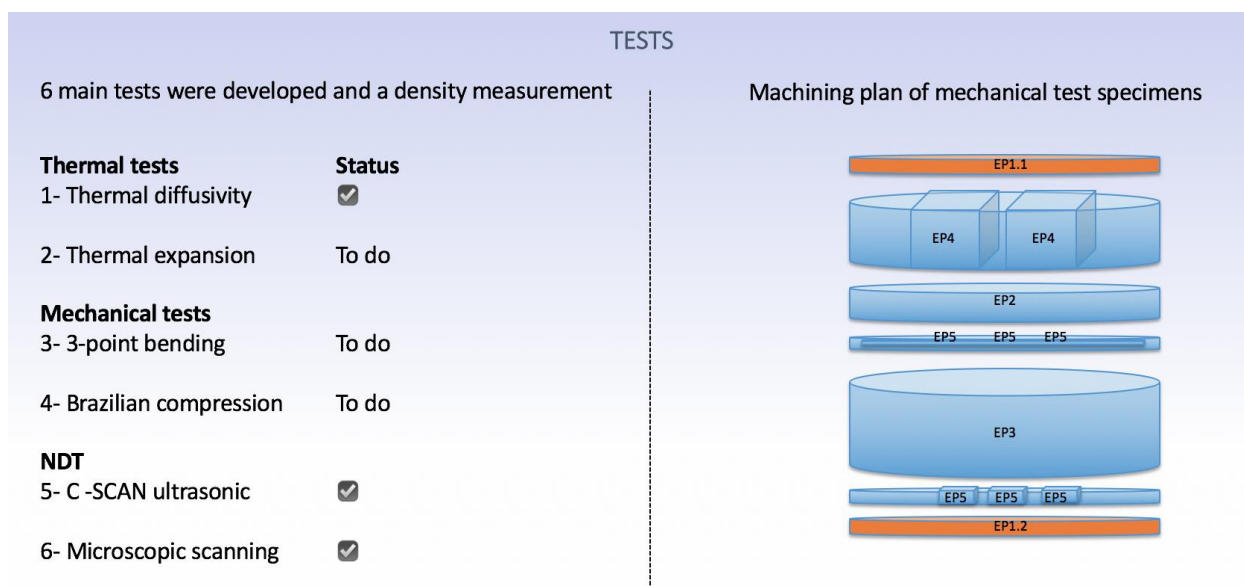 TESTS
6 main tests were developed and a density measurement
Thermal tests Status
1- Thermal diffusivity ☑
2- Thermal expansion To do
Mechanical tests
3- 3-point bending To do
4- Brazilian compression To do
NDT
5- C -SCAN ultrasonic ☑
6- Microscopic scanning ☑
Machining plan of mechanical test specimens
EP1.1
EP4 EP4
EP2
EP5 EP5 EP5
EP3
EP5 EP5 EP5
EP1.2